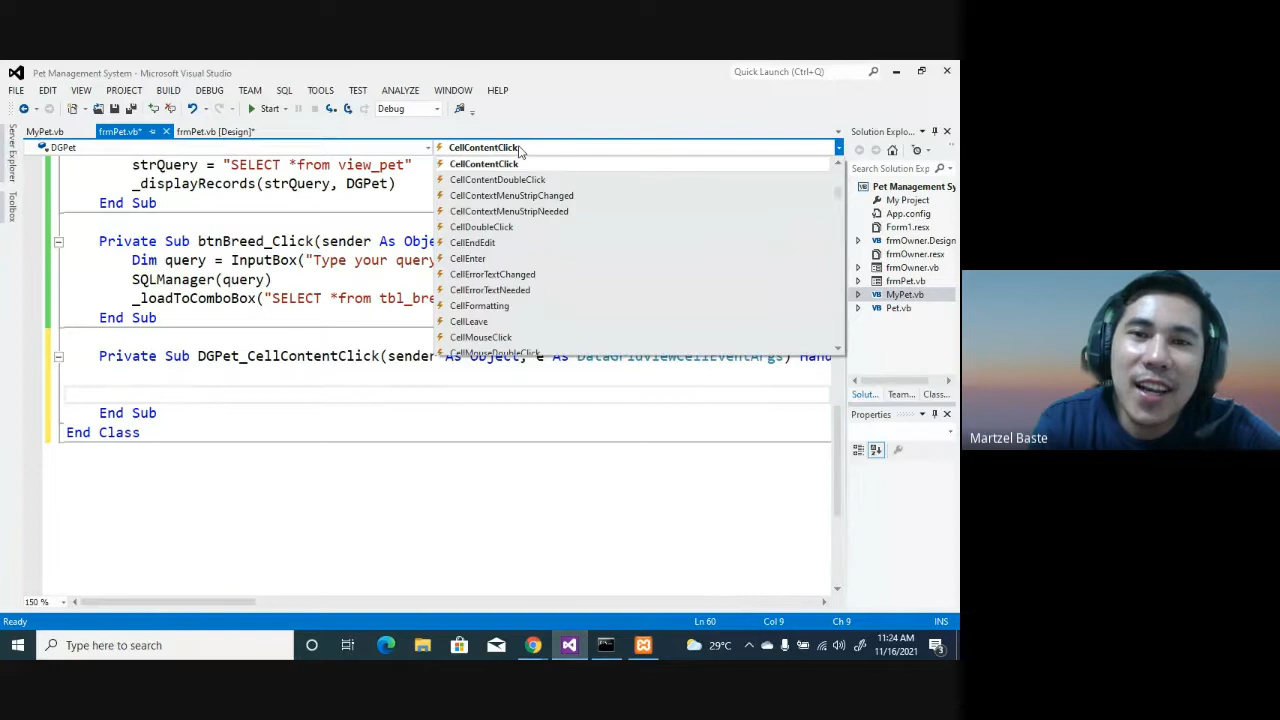 Pet Management System - Microsoft Visual Studio
Quick Launch (Ctrl+Q)
FILE EDIT VIEW PROJECT BUILD DEBUG TEAM SQL TOOLS TEST ANALYZE WINDOW HELP
Start Debug
MyPet.vb frmPet.vb* frmPet.vb [Design]*
DGPet CellContentClick
strQuery = "SELECT *from view_pet"
_displayRecords(strQuery, DGPet)
End Sub
Private Sub btnBreed_Click(sender As Obje
Dim query = InputBox("Type your query
SQLManager(query)
_loadToComboBox("SELECT *from tbl_bre
End Sub
Private Sub DGPet_CellContentClick(sender As Object, e As DataGridViewCellEventArgs) Hand
End Sub
End Class
CellContentClick
CellContentDoubleClick
CellContextMenuStripChanged
CellContextMenuStripNeeded
CellDoubleClick
CellEndEdit
CellEnter
CellErrorTextChanged
CellErrorTextNeeded
CellFormatting
CellLeave
CellMouseClick
CellMouseDoubleClick
Server Explorer
Toolbox
Solution Explo...
Search Solution Explo
Pet Management Sy
My Project
App.config
Form1.resx
frmOwner.Design
frmOwner.resx
frmOwner.vb
frmPet.vb
MyPet.vb
Pet.vb
Solut... Team... Class...
Properties
150 %
Ready Ln 60 Col 9 Ch 9 INS
Type here to search
29°C
11:24 AM
11/16/2021
3
Martzel Baste